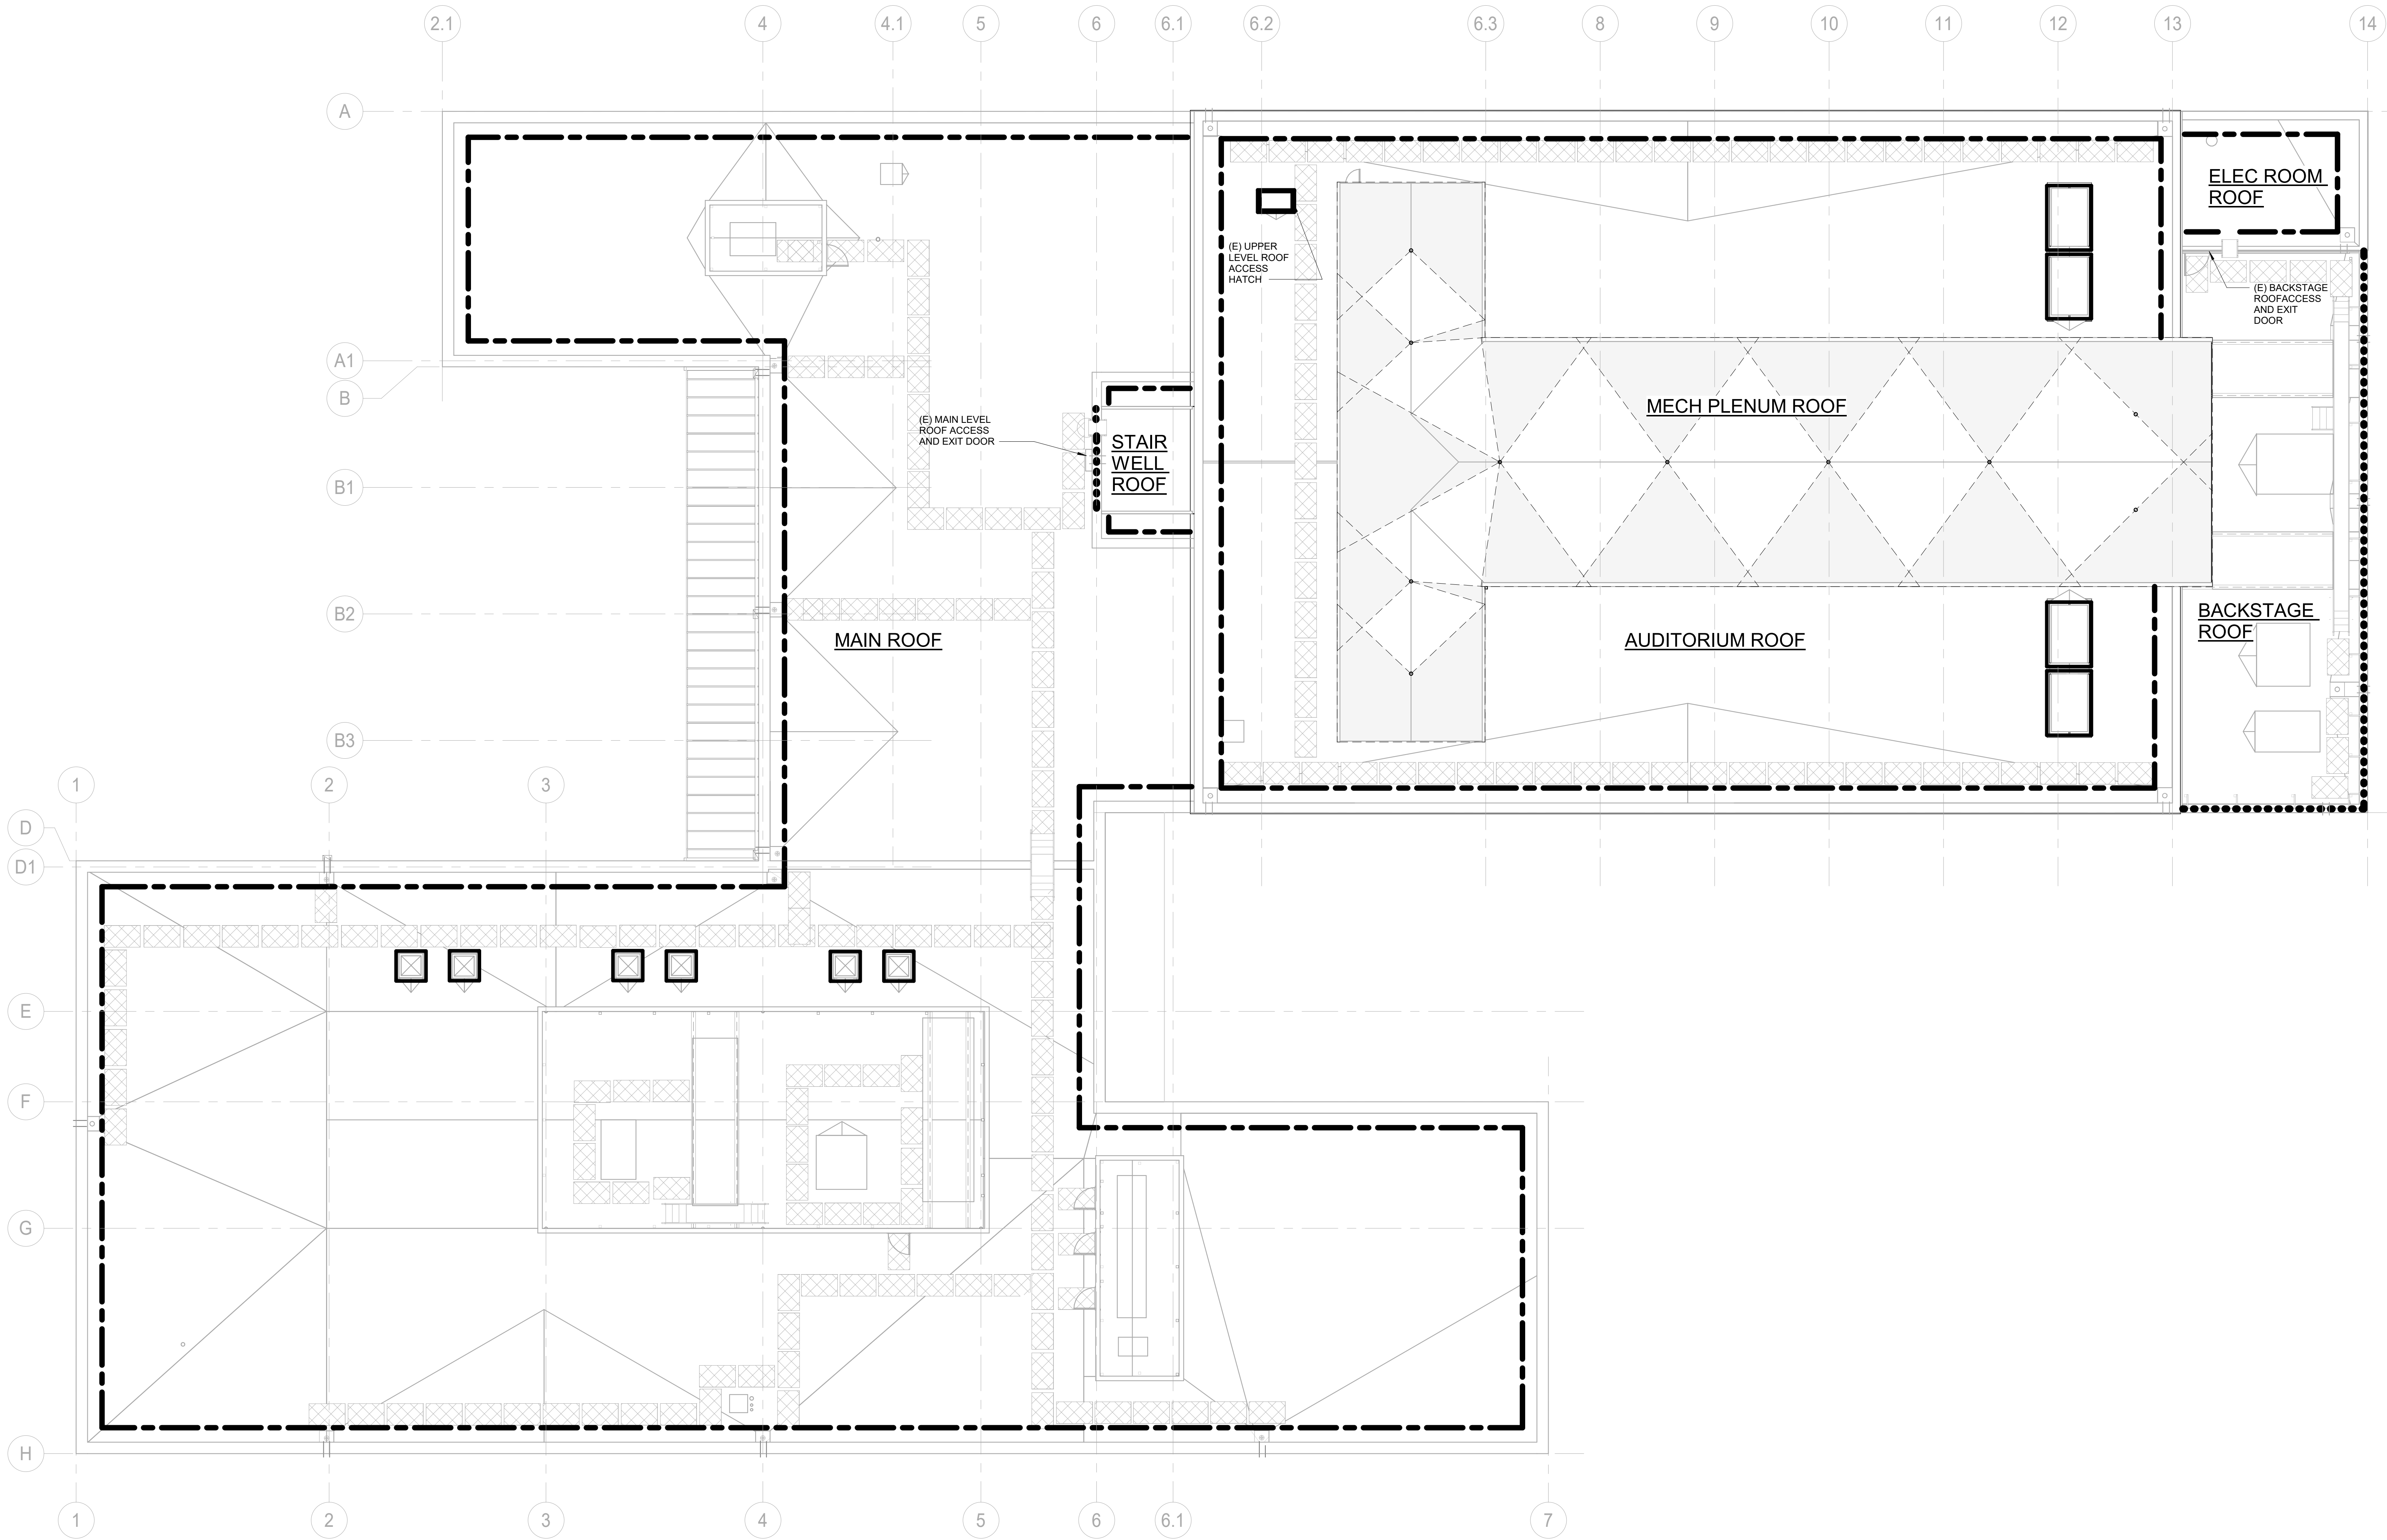 2.1
4
4.1
5
6
6.1
6.2
6.3
8
9
10
11
12
13
14
A
ELEC ROOM
ROOF
(E) UPPER
LEVEL ROOF
ACCESS
HATCH
(E) BACKSTAGE
ROOFACCESS
AND EXIT
DOOR
A1
B
MECH PLENUM ROOF
(E) MAIN LEVEL
ROOF ACCESS
AND EXIT DOOR
STAIR
WELL
ROOF
B1
B2
MAIN ROOF
AUDITORIUM ROOF
BACKSTAGE
ROOF
B3
1
2
3
D
D1
E
F
G
H
1
2
3
4
5
6
6.1
7